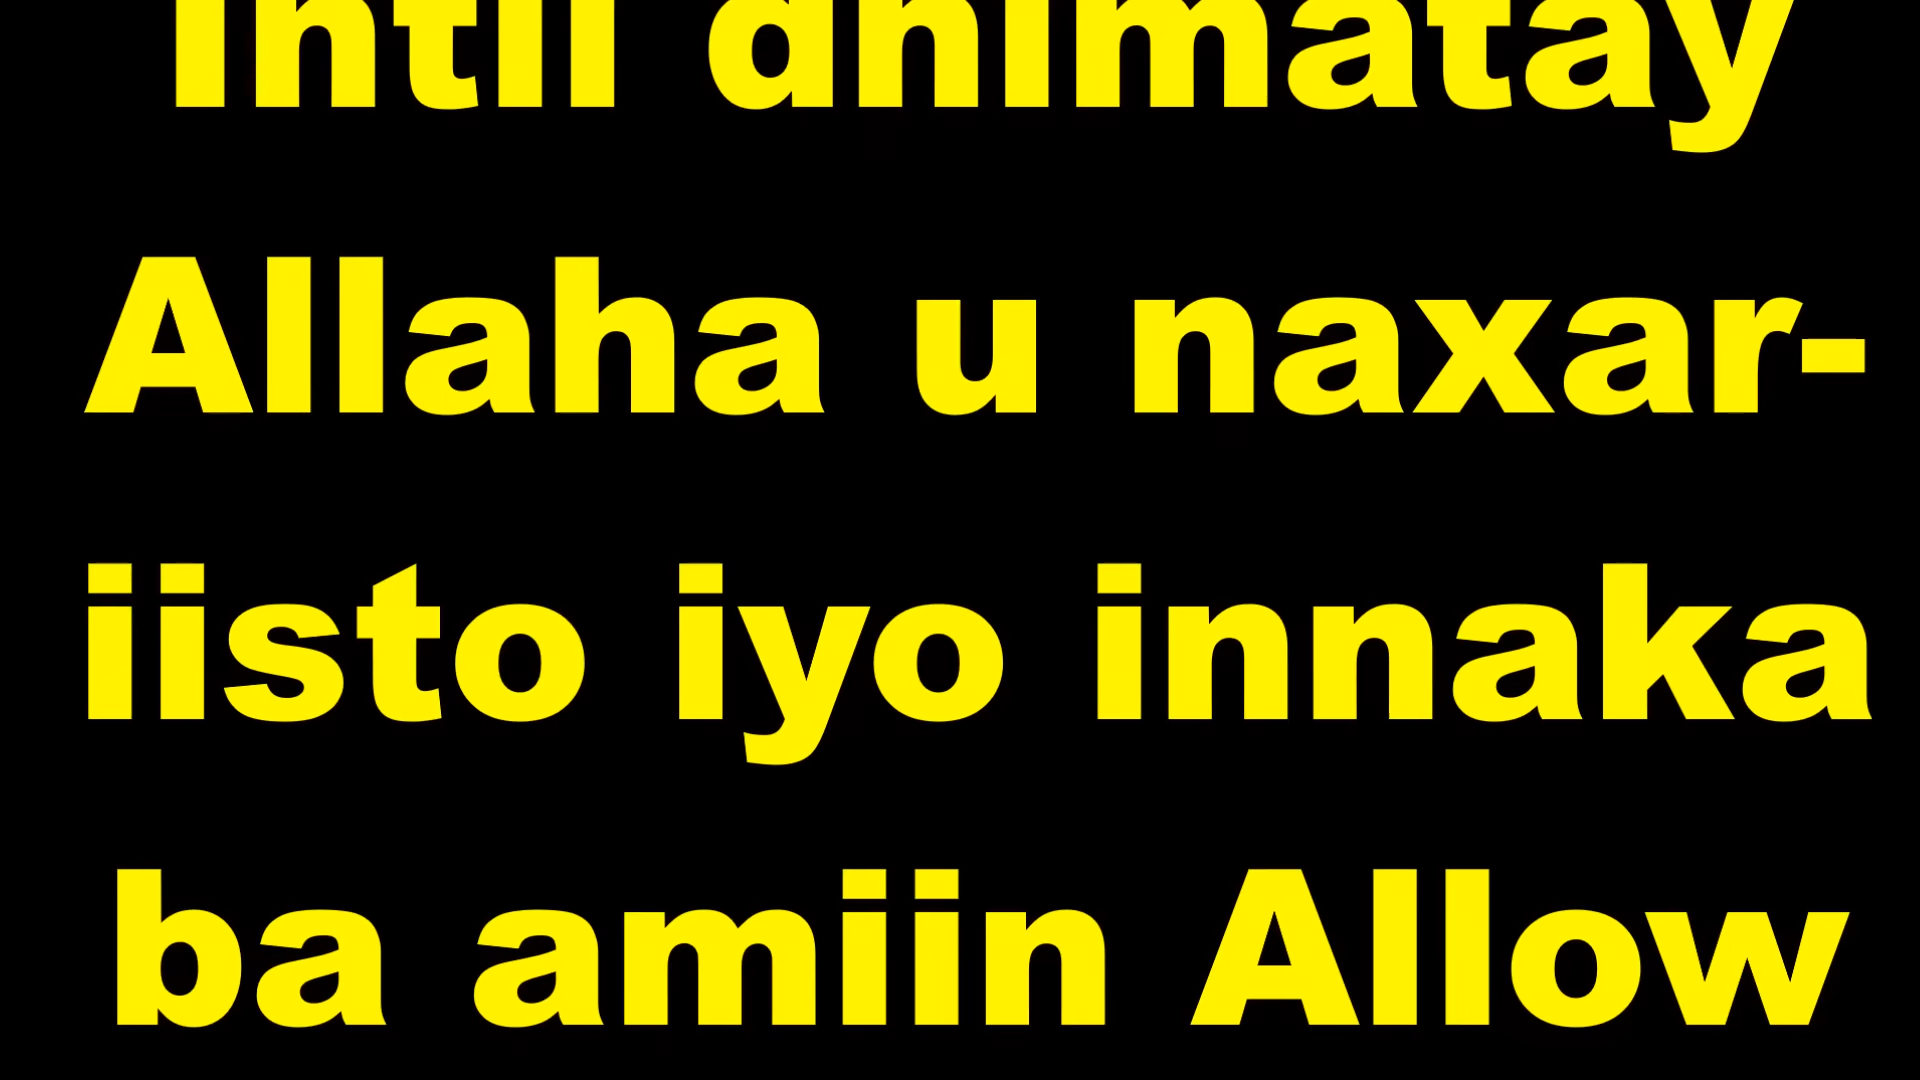 intii dhimatay
Allaha u naxar-
iisto iyo innaka
ba amiin Allow